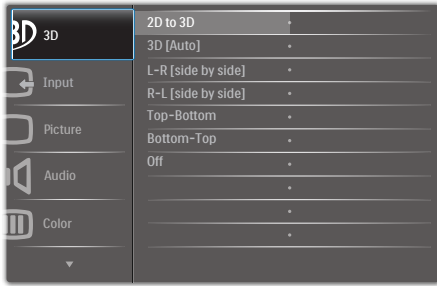 3D
3D
Input
Picture
Audio
Color
2D to 3D
3D [Auto]
L-R [side by side]
R-L [side by side]
Top-Bottom
Bottom-Top
Off